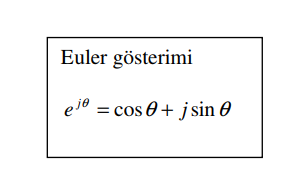 Euler gösterimi
e^{jθ} = cos θ + j sin θ